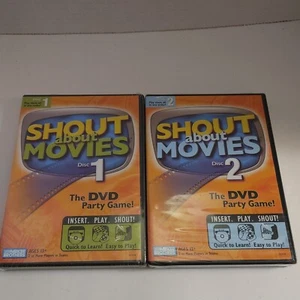 SHOUT
about
MOVIES
Disc 1
The DVD
Party Game!
INSERT. PLAY. SHOUT!
Quick to Learn! Easy to Play!
SHOUT
about
MOVIES
Disc 2
The DVD
Party Game!
INSERT. PLAY. SHOUT!
Quick to Learn! Easy to Play!